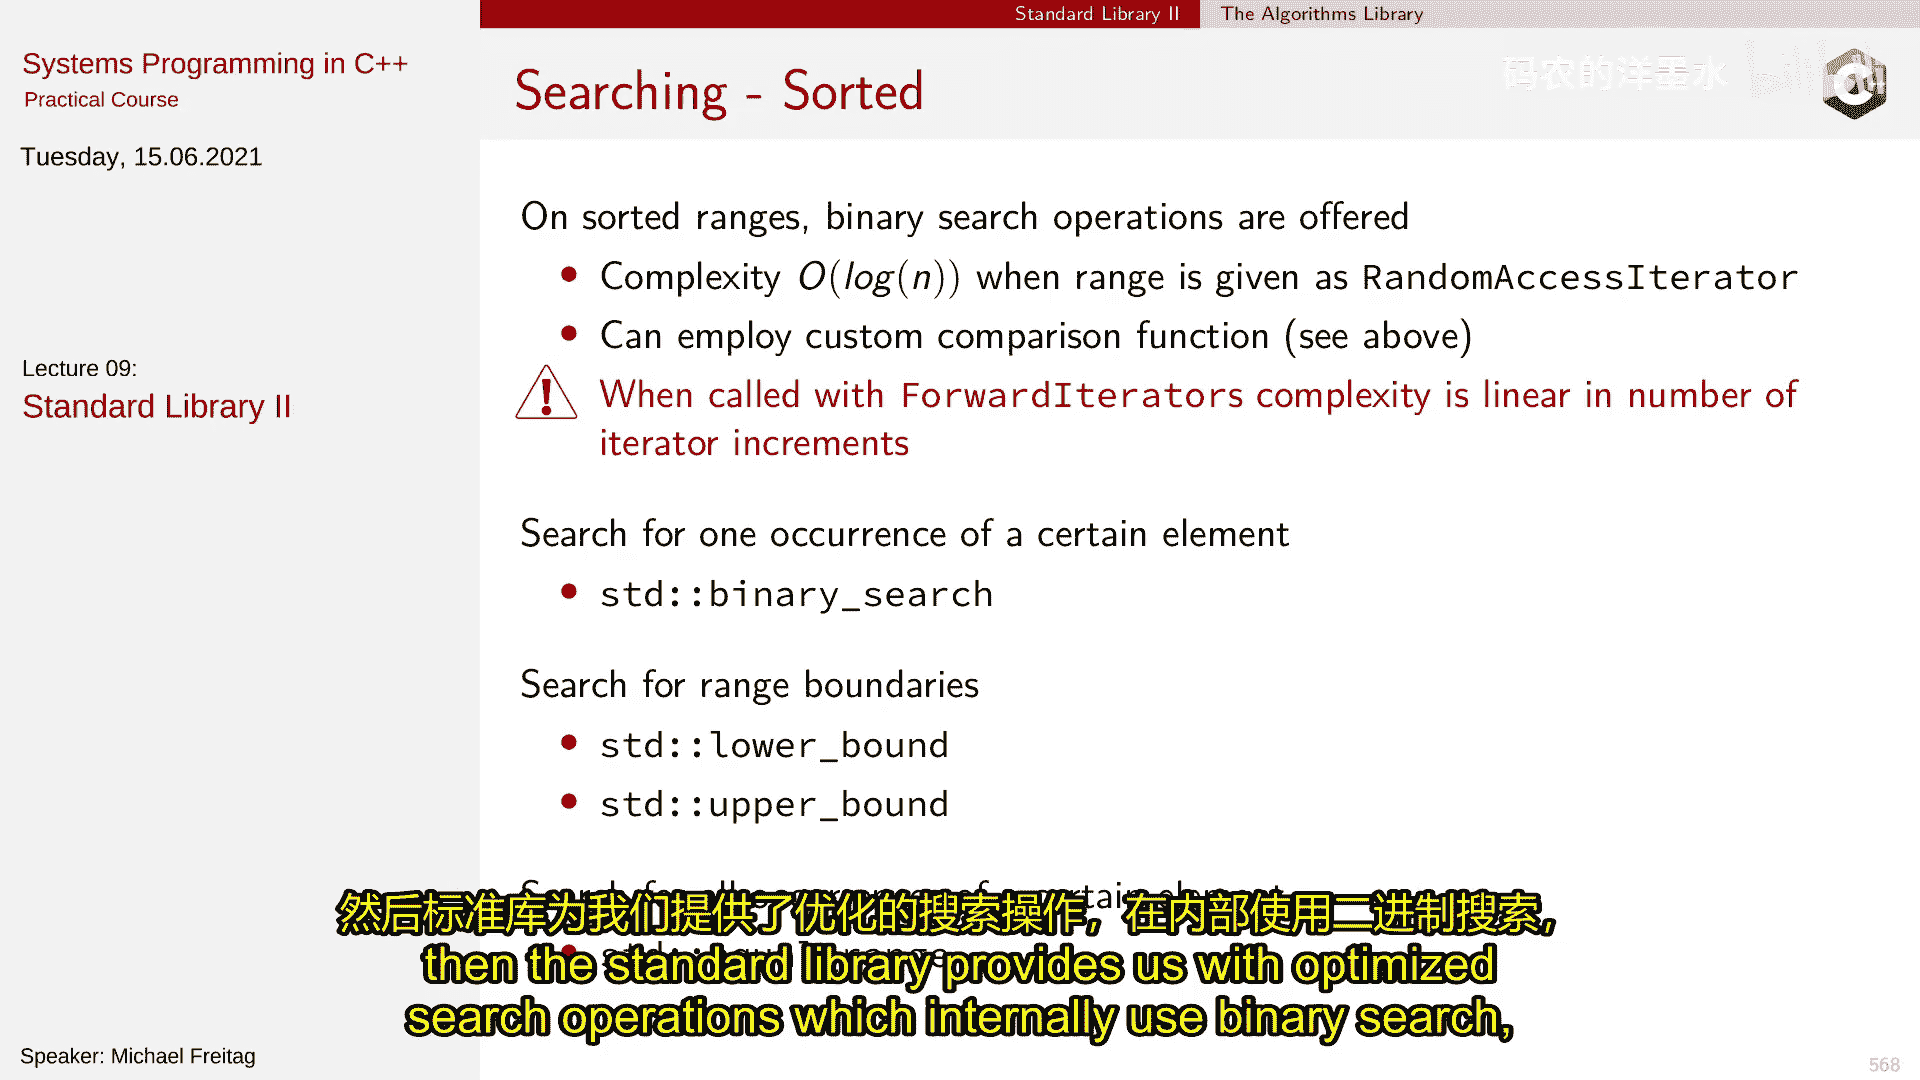 Standard Library II
The Algorithms Library
Systems Programming in C++
Practical Course
Tuesday, 15.06.2021
Lecture 09:
Standard Library II
Searching - Sorted
码农的洋墨水
On sorted ranges, binary search operations are offered
Complexity O(log(n)) when range is given as RandomAccessIterator
Can employ custom comparison function (see above)
When called with ForwardIterators complexity is linear in number of
iterator increments
Search for one occurrence of a certain element
std::binary_search
Search for range boundaries
std::lower_bound
std::upper_bound
然后标准库为我们提供了优化的搜索操作，在内部使用二进制搜索，
then the standard library provides us with optimized
search operations which internally use binary search,
Speaker: Michael Freitag
568